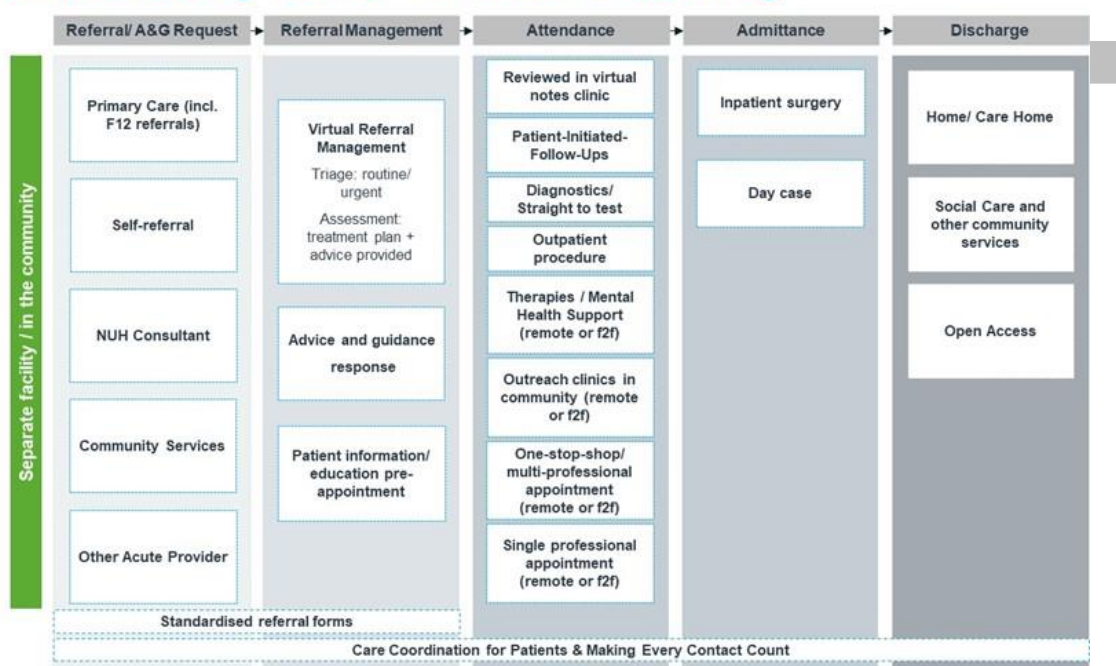 Referral/ A&G Request
Referral Management
Attendance
Admittance
Discharge
Separate facility / in the community
Primary Care (incl.
F12 referrals)
Self-referral
NUH Consultant
Community Services
Other Acute Provider
Virtual Referral
Management
Triage: routine/
urgent
Assessment:
treatment plan +
advice provided
Advice and guidance
response
Patient information/
education pre-
appointment
Reviewed in virtual
notes clinic
Patient-Initiated-
Follow-Ups
Diagnostics/
Straight to test
Outpatient
procedure
Therapies / Mental
Health Support
(remote or f2f)
Outreach clinics in
community (remote
or f2f)
One-stop-shop/
multi-professional
appointment
(remote or f2f)
Single professional
appointment
(remote or f2f)
Inpatient surgery
Day case
Home/ Care Home
Social Care and
other community
services
Open Access
Standardised referral forms
Care Coordination for Patients & Making Every Contact Count